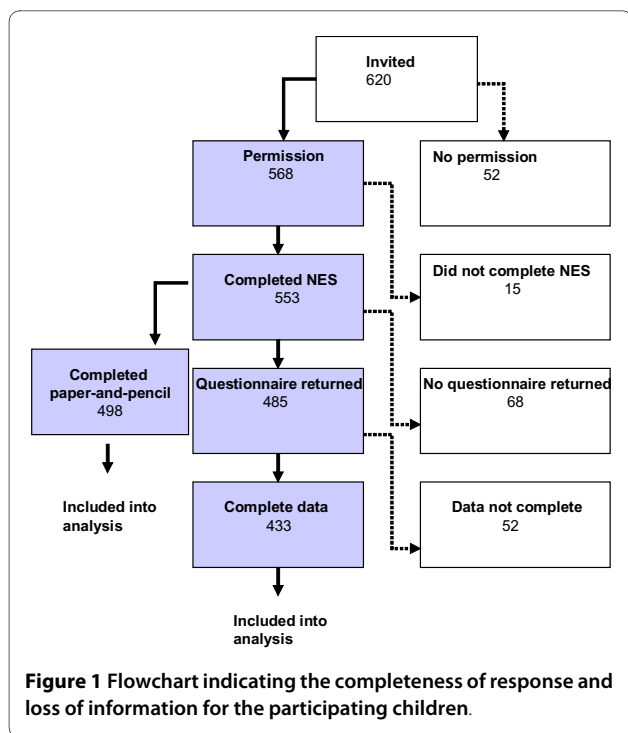 Invited
620
Permission
568
No permission
52
Completed NES
553
Did not complete NES
15
Completed
paper-and-pencil
498
Questionnaire returned
485
No questionnaire returned
68
Included into
analysis
Complete data
433
Data not complete
52
Included into
analysis
Figure 1 Flowchart indicating the completeness of response and
loss of information for the participating children.